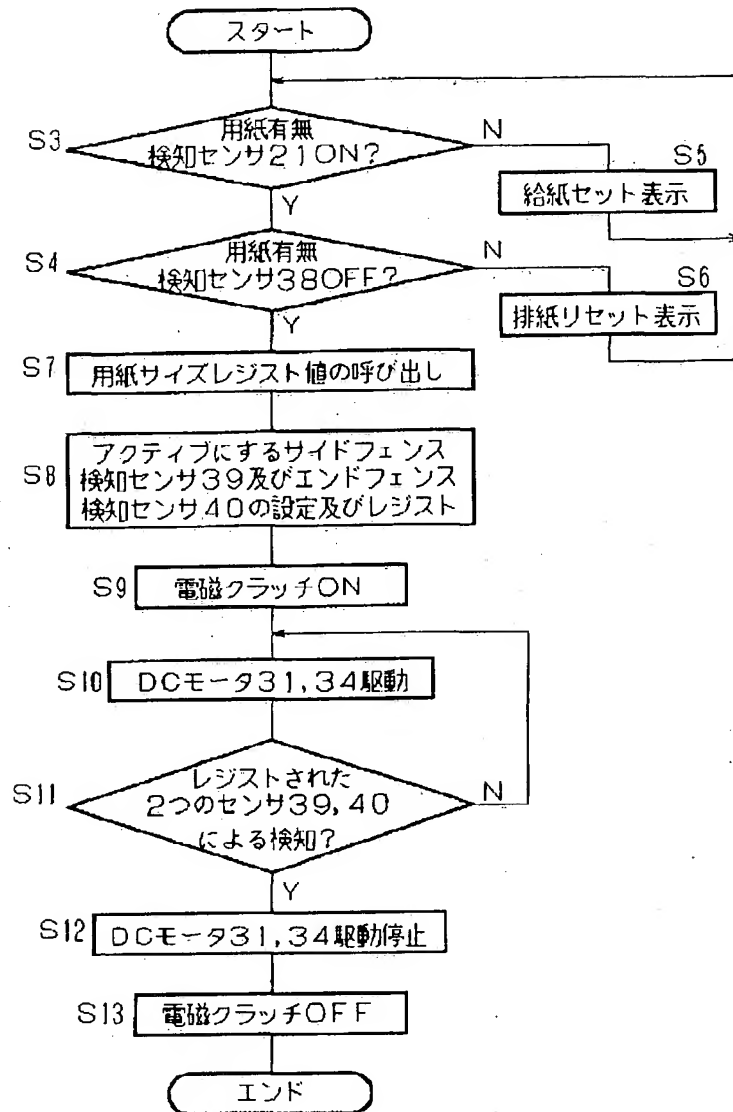 スタート
S3
用紙有無
検知センサ21ON?
N
Y
S5
給紙セット表示
S4
用紙有無
検知センサ38OFF?
N
Y
S6
排紙リセット表示
S7
用紙サイズレジスト値の呼び出し
S8
アクティブにするサイドフェンス
検知センサ39及びエンドフェンス
検知センサ40の設定及びレジスト
S9
電磁クラッチON
S10
DCモータ31,34駆動
S11
レジストされた
2つのセンサ39,40
による検知?
N
Y
S12
DCモータ31,34駆動停止
S13
電磁クラッチOFF
エンド